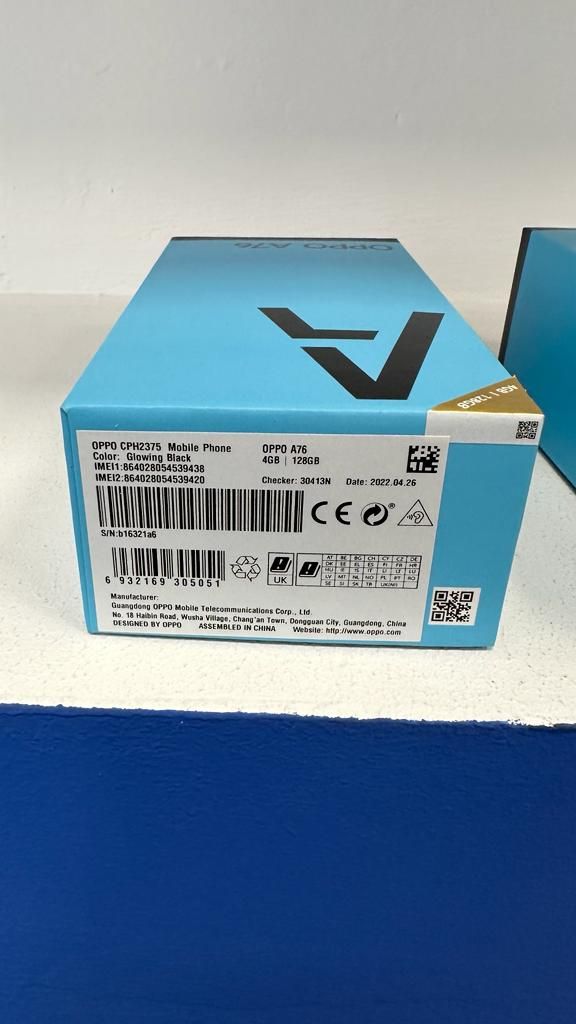 OPPO A76
A
4GB | 128GB
OPPO CPH2375 Mobile Phone OPPO A76
Color: Glowing Black 4GB | 128GB
IMEI1:864028054539438
IMEI2:864028054539420 Checker: 30413N Date: 2022.04.26
CE
S/N:b16321a6
6 932169 305051
UK
AT BE BG CH CY CZ DE
DK EE EL ES FI FR HR
HU IE IS IT LI LT LU
LV MT NL NO PL PT RO
SE SI SK TR UK(NI)
Manufacturer:
Guangdong OPPO Mobile Telecommunications Corp., Ltd.
No. 18 Haibin Road, Wusha Village, Chang'an Town, Dongguan City, Guangdong, China
DESIGNED BY OPPO ASSEMBLED IN CHINA Website: http://www.oppo.com